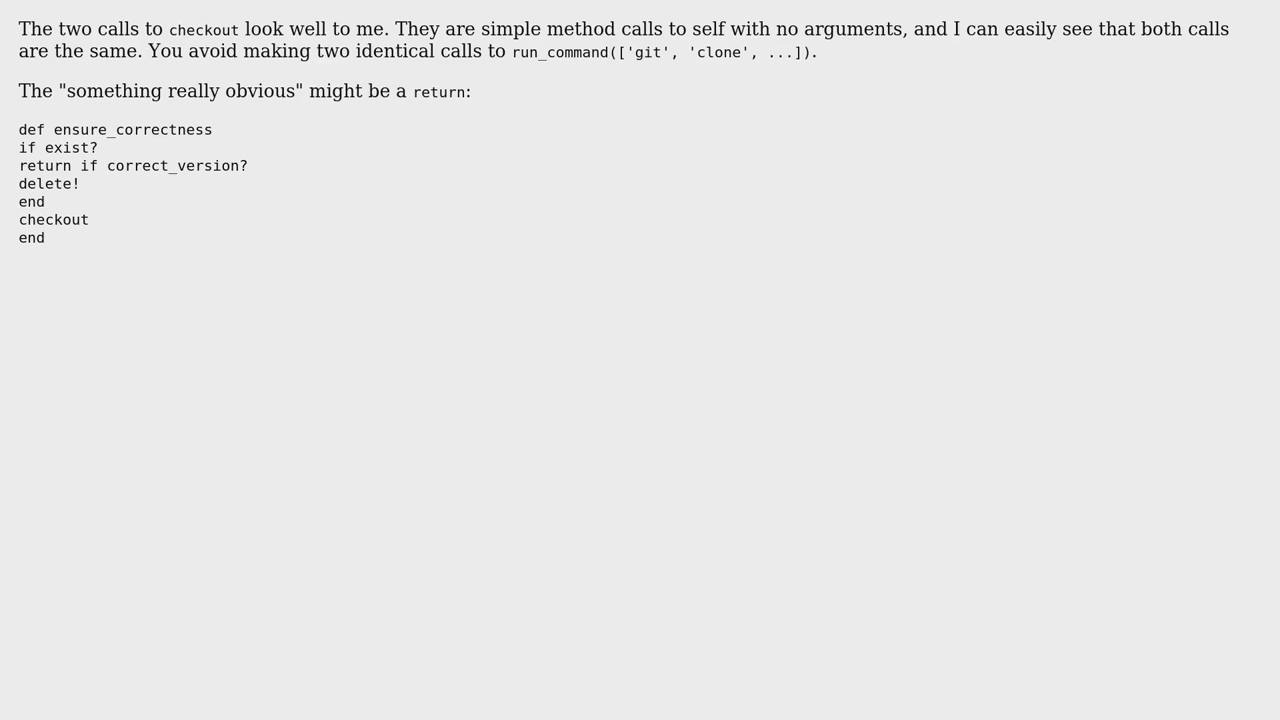 The two calls to checkout look well to me. They are simple method calls to self with no arguments, and I can easily see that both calls
are the same. You avoid making two identical calls to run_command(['git', 'clone', ...]).
The "something really obvious" might be a return:
def ensure_correctness
if exist?
return if correct_version?
delete!
end
checkout
end